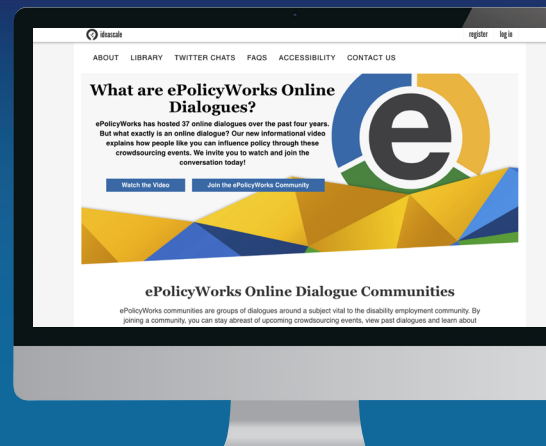 ideascale
register log in
ABOUT LIBRARY TWITTER CHATS FAQS ACCESSIBILITY CONTACT US
What are ePolicyWorks Online
Dialogues?
ePolicyWorks has hosted 37 online dialogues over the past four years.
But what exactly is an online dialogue? Our new informational video
explains how people like you can influence policy through these
crowdsourcing events. We invite you to watch and join the
conversation today!
Watch the Video Join the ePolicyWorks Community
e
ePolicyWorks Online Dialogue Communities
ePolicyWorks communities are groups of dialogues around a subject vital to the disability employment community. By
joining a community, you can stay abreast of upcoming crowdsourcing events, view past dialogues and learn about